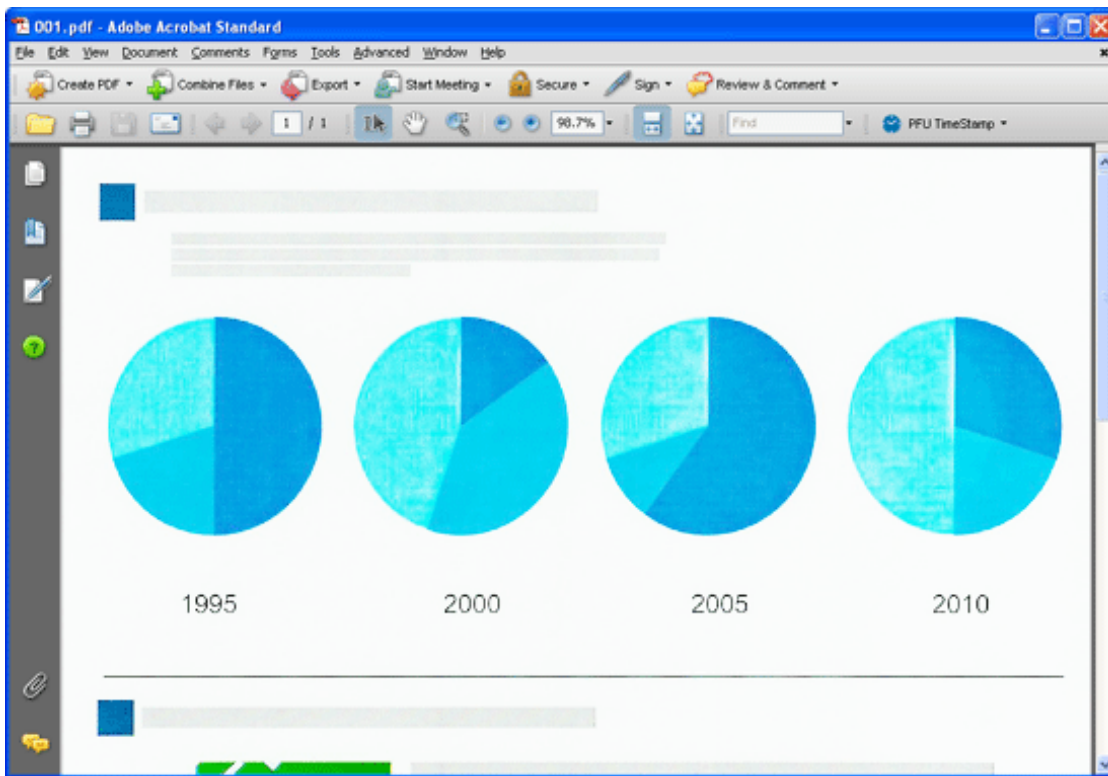 001.pdf - Adobe Acrobat Standard
File Edit View Document Comments Forms Tools Advanced Window Help
Create PDF Combine Files Export Start Meeting Secure Sign Review & Comment
1 / 1 98.7% Find PFU TimeStamp
1995 2000 2005 2010